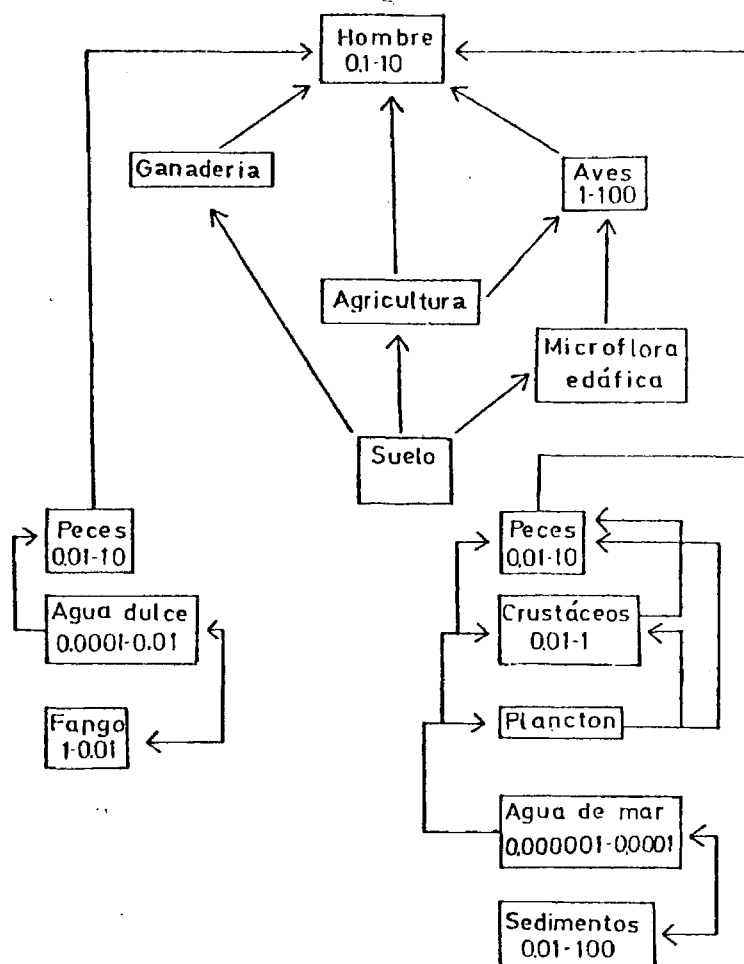 Hombre
0.1-10
Ganaderia
Aves
1-100
Agricultura
Microflora
edáfica
Suelo
Peces
0.01-10
Agua dulce
0.0001-0.01
Fango
1-0.01
Peces
0,01-10
Crustáceos
0.01-1
Plancton
Agua de mar
0,000001-0,0001
Sedimentos
0.01-100